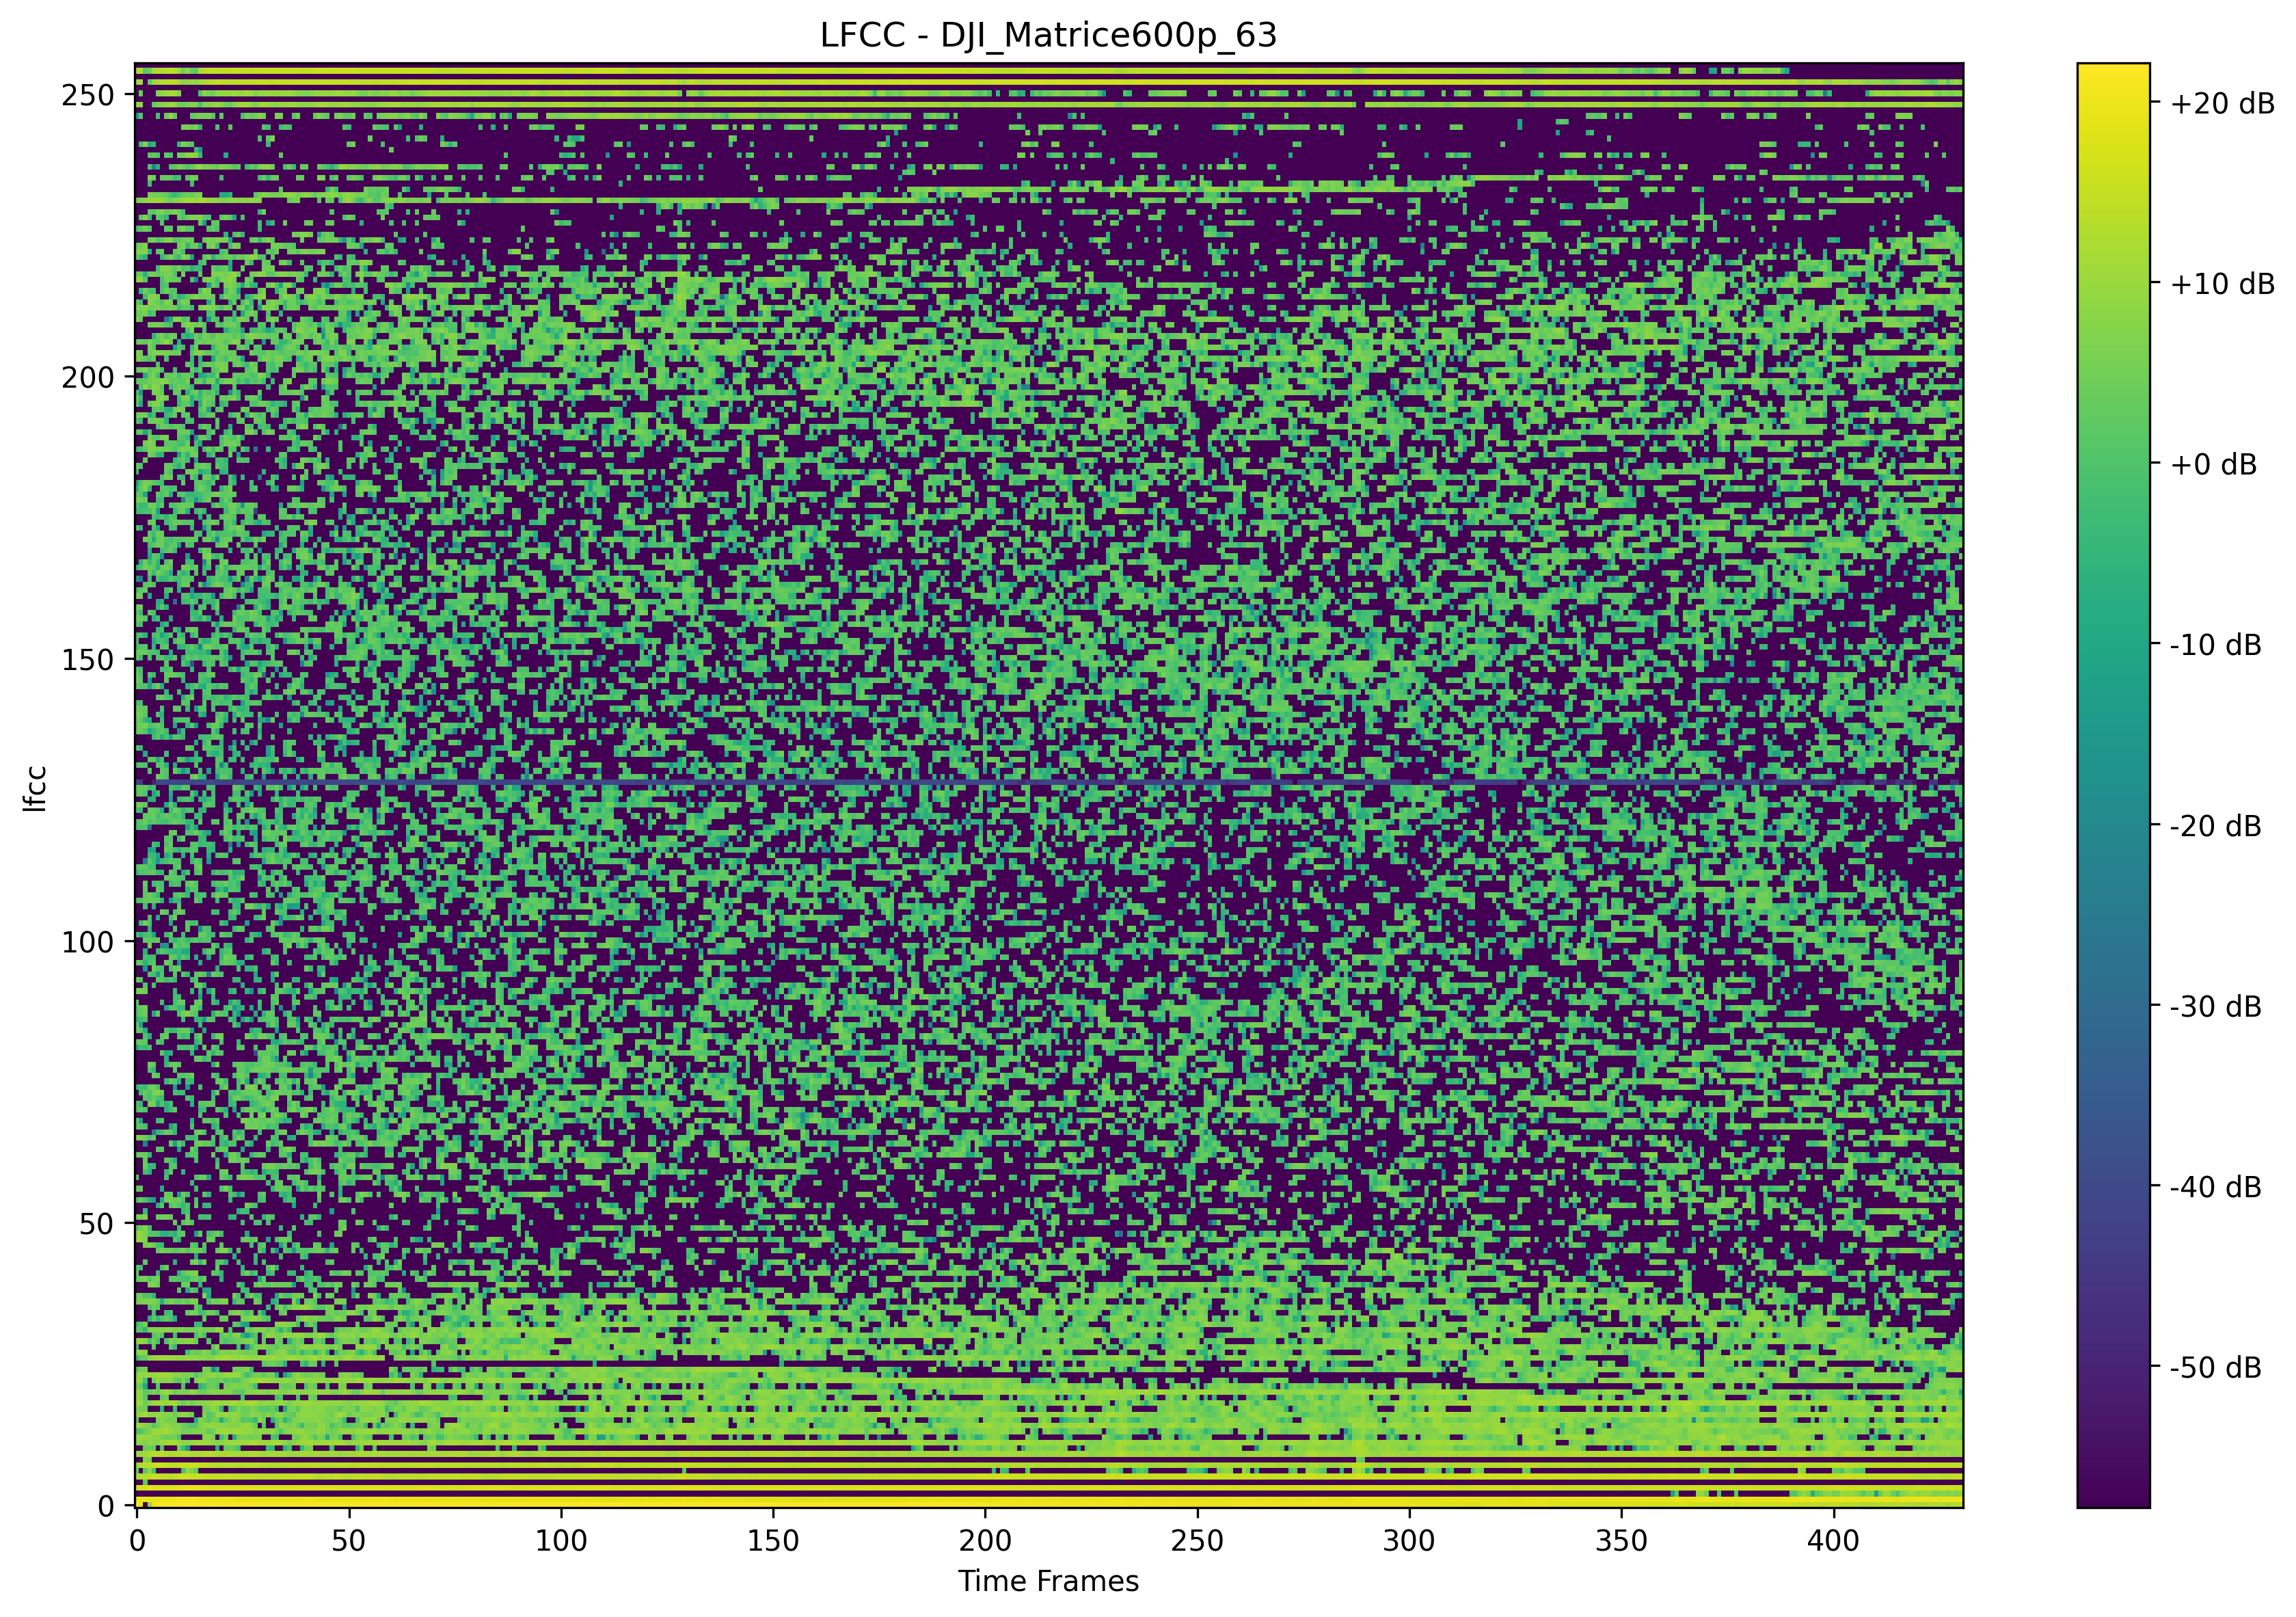 LFCC - DJI_Matrice600p_63
250
200
150
100
50
0
lfcc
0 50 100 150 200 250 300 350 400
Time Frames
+20 dB
+10 dB
+0 dB
-10 dB
-20 dB
-30 dB
-40 dB
-50 dB